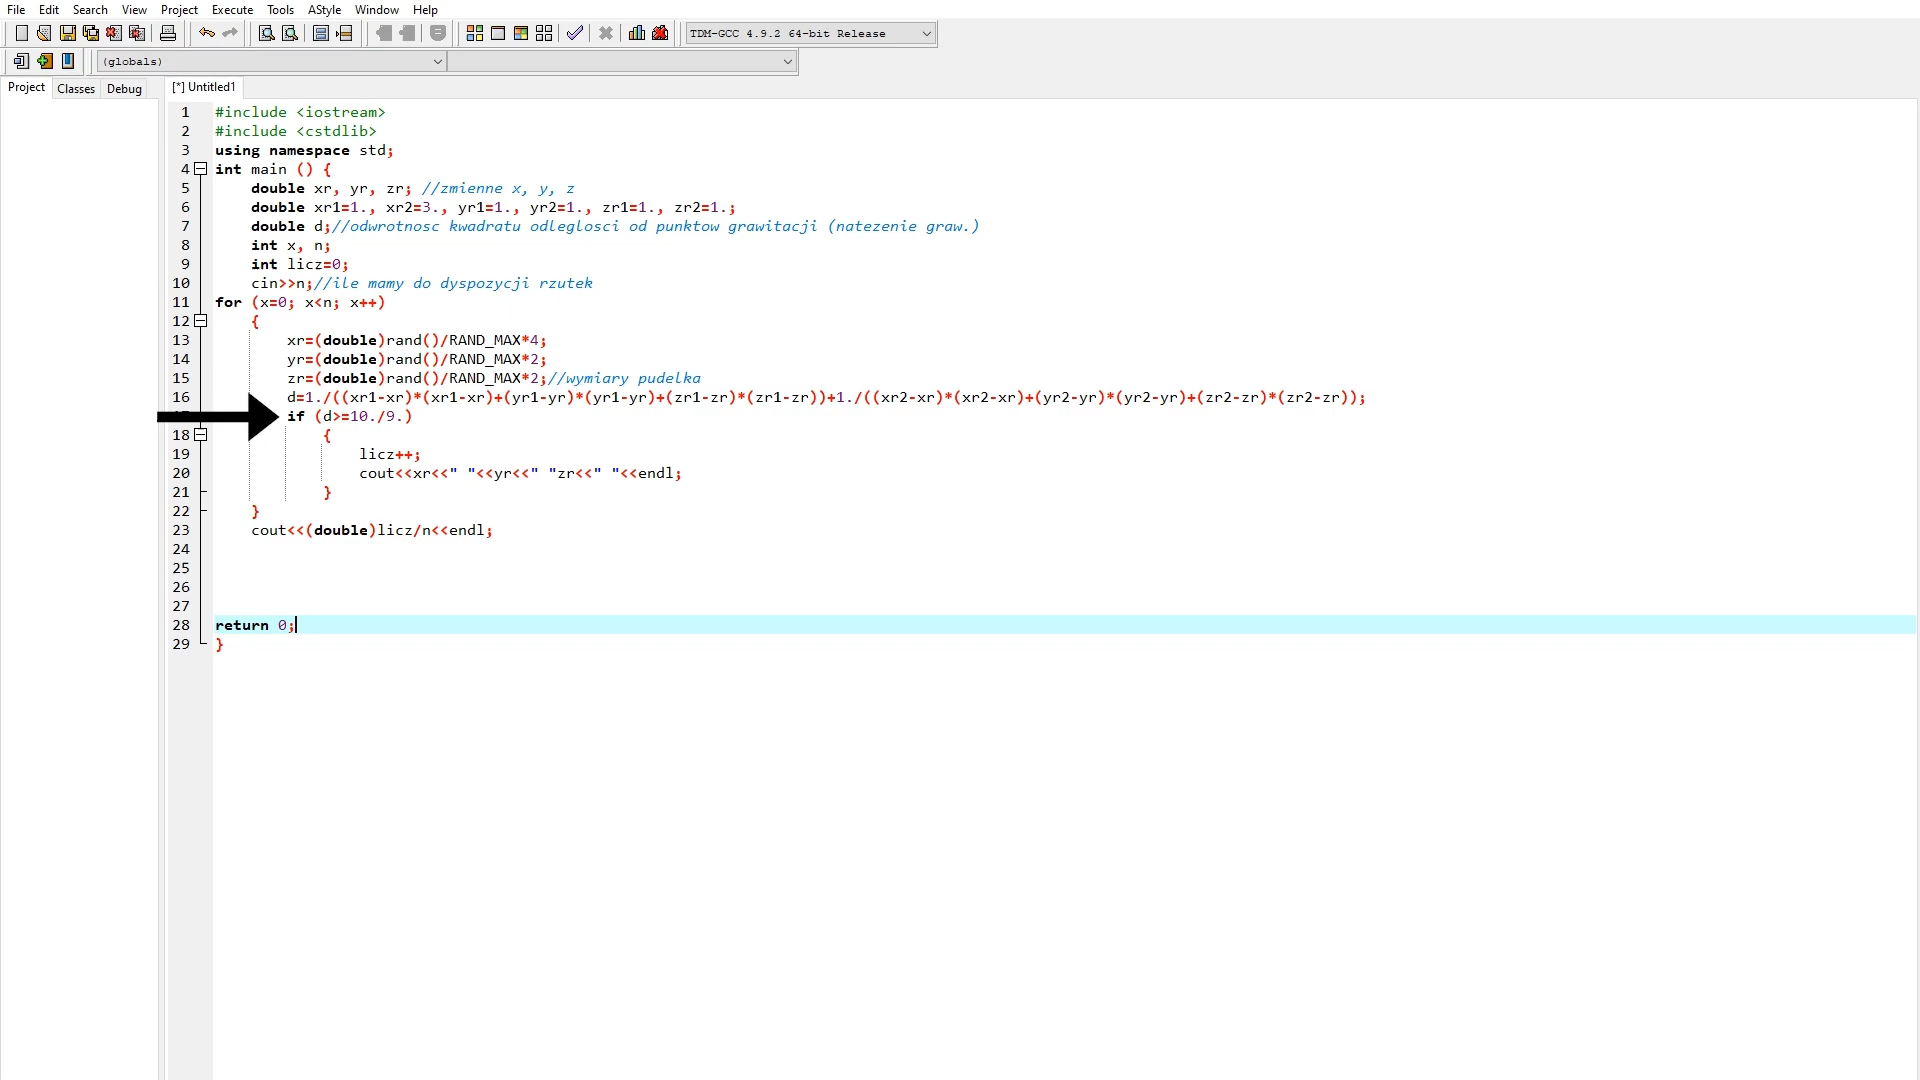 File Edit Search View Project Execute Tools AStyle Window Help
TDM-GCC 4.9.2 64-bit Release
(globals)
Project Classes Debug [*] Untitled1
1 #include <iostream>
2 #include <cstdlib>
3 using namespace std;
4 int main () {
5 double xr, yr, zr; //zmienne x, y, z
6 double xr1=1., xr2=3., yr1=1., yr2=1., zr1=1., zr2=1.;
7 double d;//odwrotnosc kwadratu odleglosci od punktow grawitacji (natezenie graw.)
8 int x, n;
9 int licz=0;
10 cin>>n;//ile mamy do dyspozycji rzutek
11 for (x=0; x<n; x++)
12 {
13 xr=(double)rand()/RAND_MAX*4;
14 yr=(double)rand()/RAND_MAX*2;
15 zr=(double)rand()/RAND_MAX*2;//wymiary pudelka
16 d=1./((xr1-xr)*(xr1-xr)+(yr1-yr)*(yr1-yr)+(zr1-zr)*(zr1-zr))+1./((xr2-xr)*(xr2-xr)+(yr2-yr)*(yr2-yr)+(zr2-zr)*(zr2-zr));
if (d>=10./9.)
18 {
19 licz++;
20 cout<<xr<<" "<<yr<<" "zr<<" "<<endl;
21 }
22 }
23 cout<<(double)licz/n<<endl;
24
25
26
27
28 return 0;
29 }